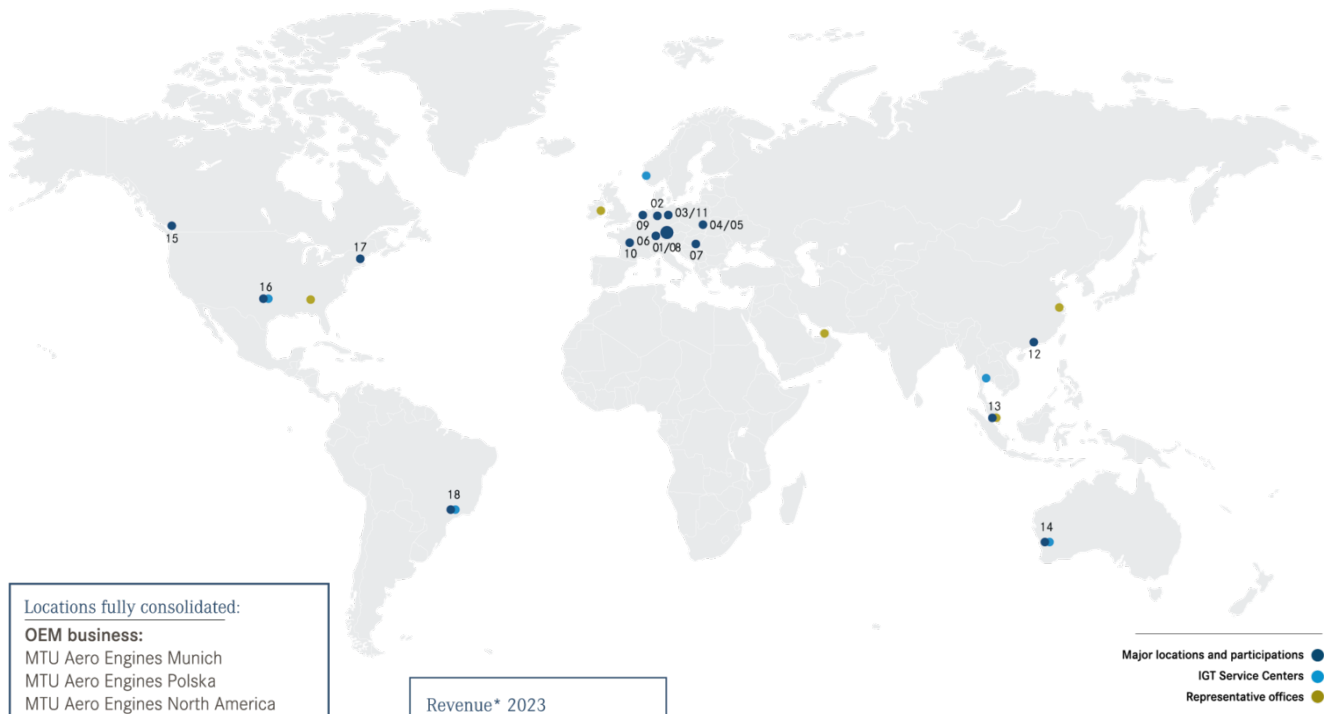 02
03/11
04/05
09
06
01/08
10
07
15
17
16
12
13
18
14
Locations fully consolidated:
OEM business:
MTU Aero Engines Munich
MTU Aero Engines Polska
MTU Aero Engines North America
Revenue* 2023
Major locations and participations
IGT Service Centers
Representative offices